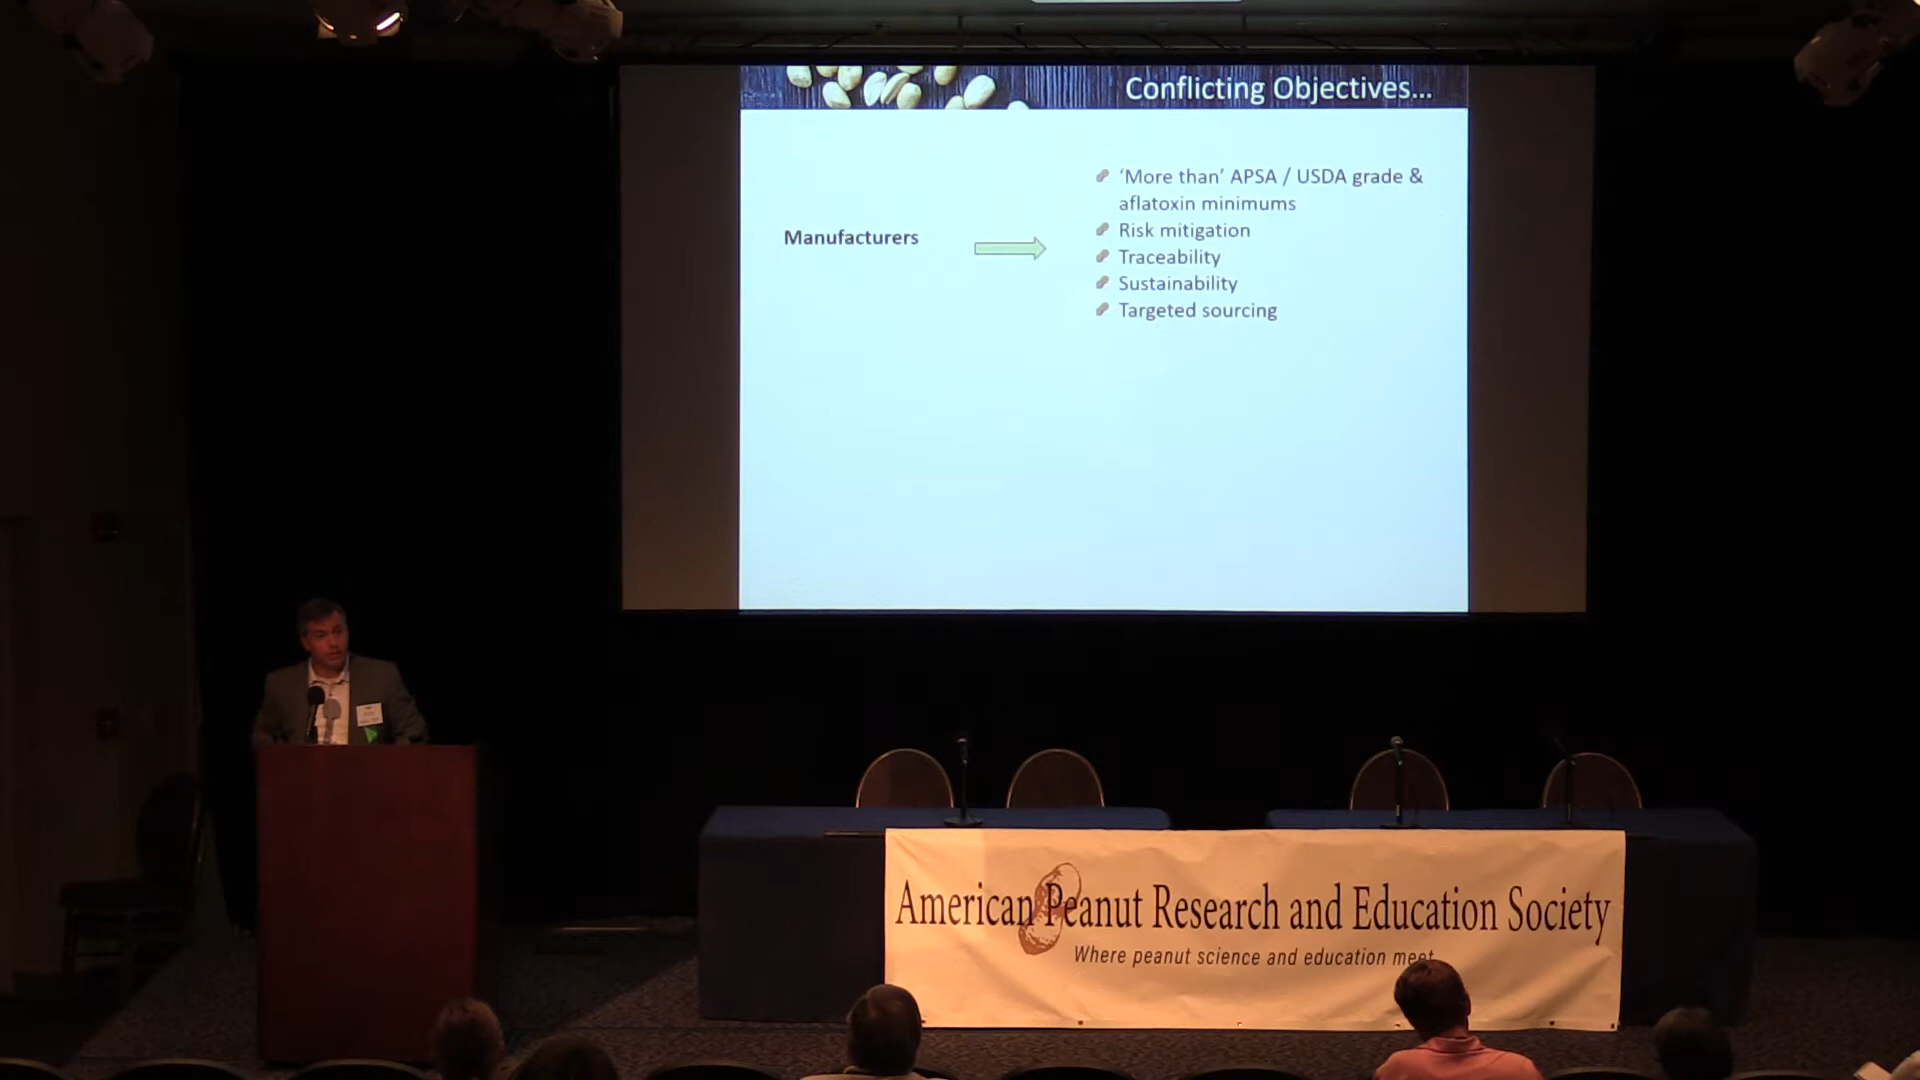 Conflicting Objectives...
Manufacturers
‘More than’ APSA / USDA grade &
aflatoxin minimums
Risk mitigation
Traceability
Sustainability
Targeted sourcing
American Peanut Research and Education Society
Where peanut science and education meet